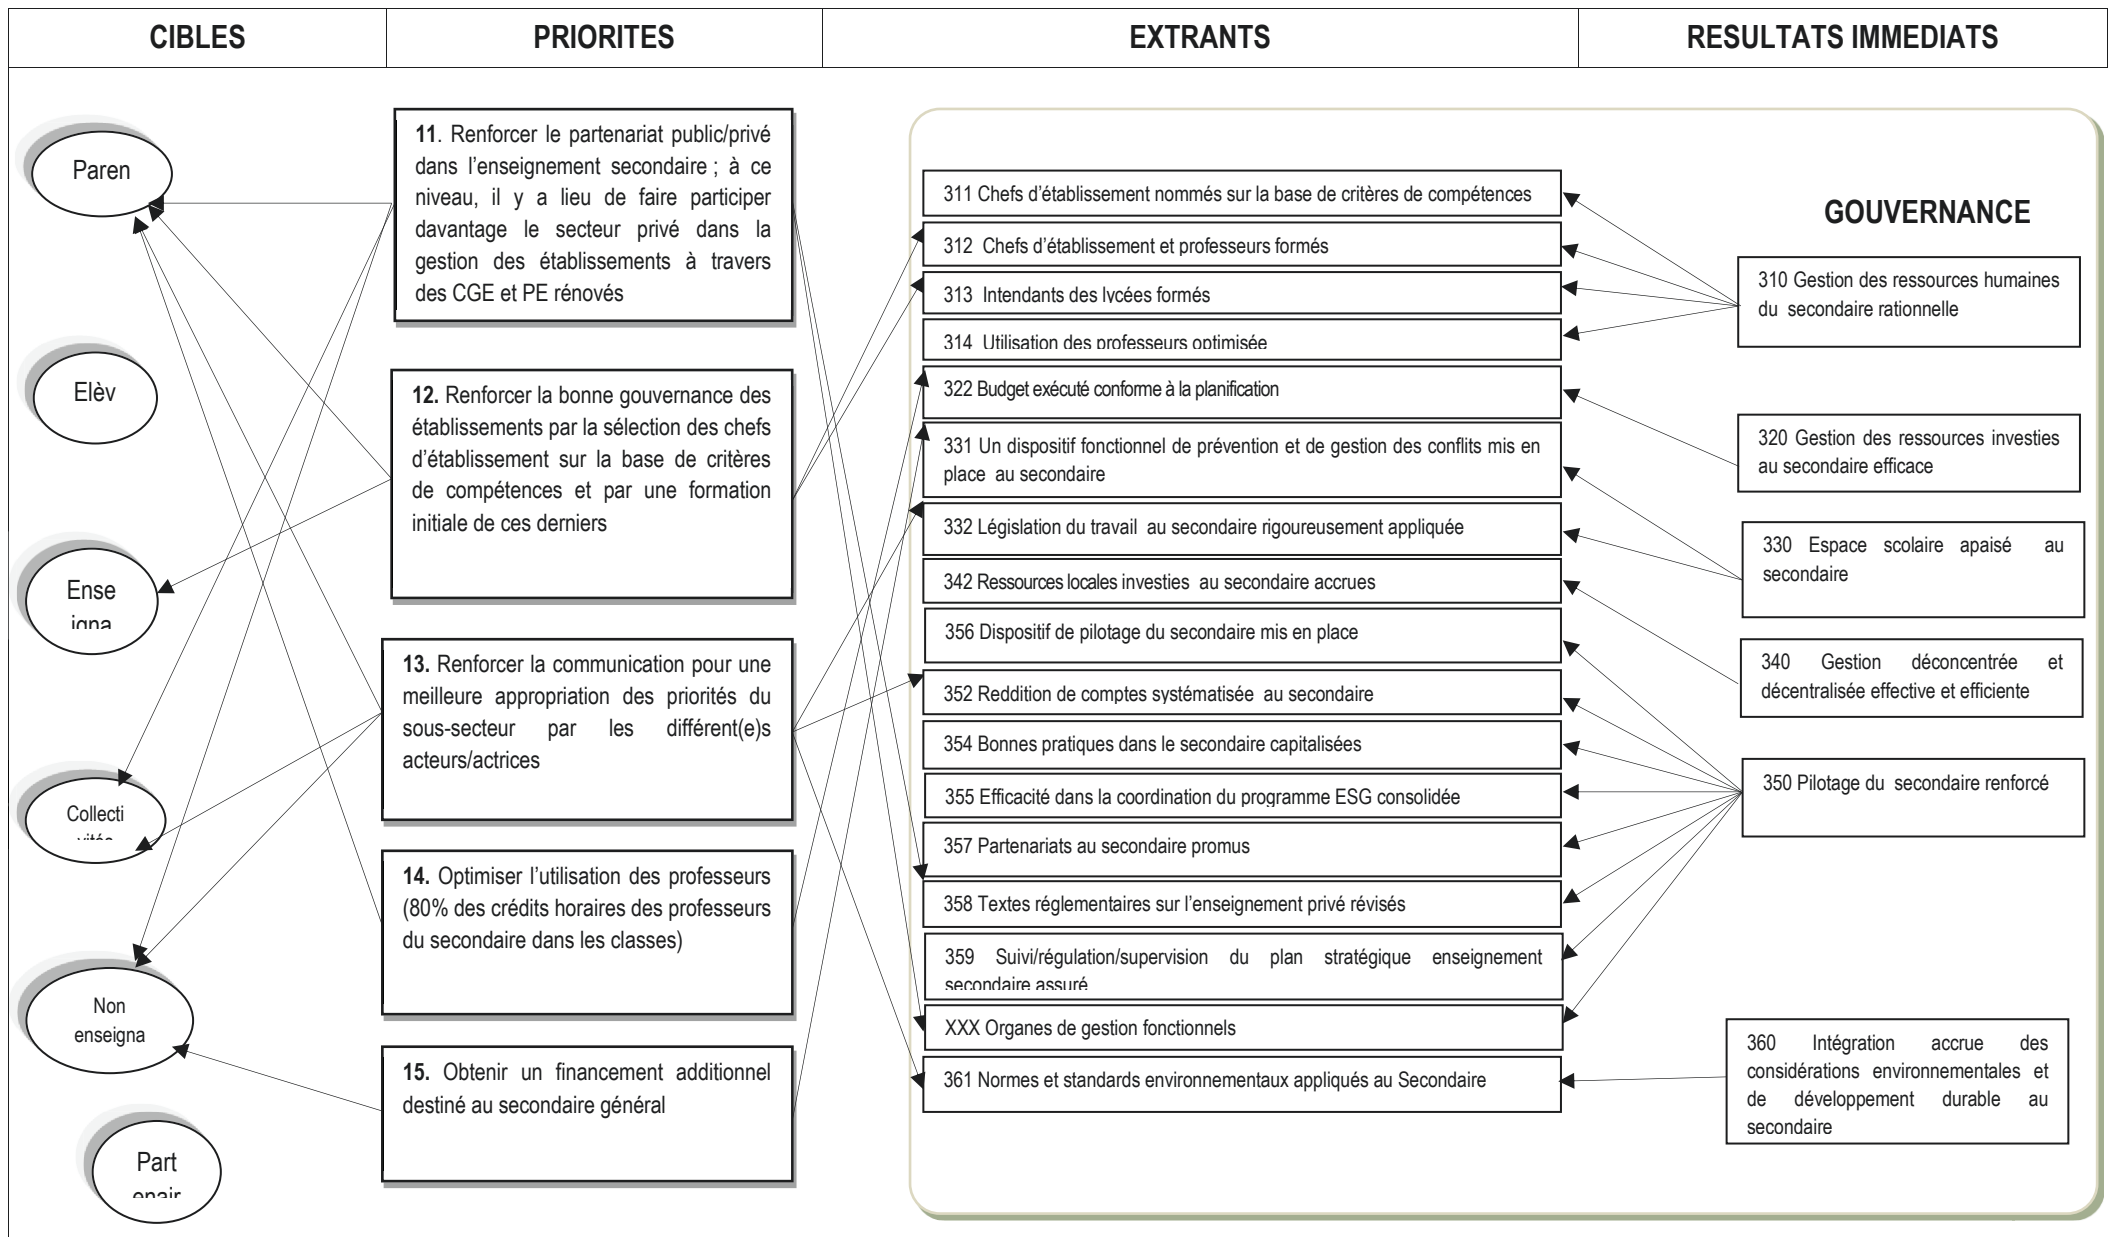 CIBLES
PRIORITES
EXTRANTS
RESULTATS IMMEDIATS
Paren
Elèv
Ense
igna
Collecti
Non
enseigna
Part
enair
11. Renforcer le partenariat public/privé
dans l’enseignement secondaire ; à ce
niveau, il y a lieu de faire participer
davantage le secteur privé dans la
gestion des établissements à travers
des CGE et PE rénovés
12. Renforcer la bonne gouvernance des
établissements par la sélection des chefs
d’établissement sur la base de critères
de compétences et par une formation
initiale de ces derniers
13. Renforcer la communication pour une
meilleure appropriation des priorités du
sous-secteur par les différent(e)s
acteurs/actrices
14. Optimiser l’utilisation des professeurs
(80% des crédits horaires des professeurs
du secondaire dans les classes)
15. Obtenir un financement additionnel
destiné au secondaire général
311 Chefs d’établissement nommés sur la base de critères de compétences
312 Chefs d’établissement et professeurs formés
313 Intendants des lycées formés
314 Utilisation des professeurs optimisée
322 Budget exécuté conforme à la planification
331 Un dispositif fonctionnel de prévention et de gestion des conflits mis en
place au secondaire
332 Législation du travail au secondaire rigoureusement appliquée
342 Ressources locales investies au secondaire accrues
356 Dispositif de pilotage du secondaire mis en place
352 Reddition de comptes systématisée au secondaire
354 Bonnes pratiques dans le secondaire capitalisées
355 Efficacité dans la coordination du programme ESG consolidée
357 Partenariats au secondaire promus
358 Textes réglementaires sur l’enseignement privé révisés
359 Suivi/régulation/supervision du plan stratégique enseignement
secondaire assuré
XXX Organes de gestion fonctionnels
361 Normes et standards environnementaux appliqués au Secondaire
GOUVERNANCE
310 Gestion des ressources humaines
du secondaire rationnelle
320 Gestion des ressources investies
au secondaire efficace
330 Espace scolaire apaisé au
secondaire
340 Gestion déconcentrée et
décentralisée effective et efficiente
350 Pilotage du secondaire renforcé
360 Intégration accrue des
considérations environnementales et
de développement durable au
secondaire